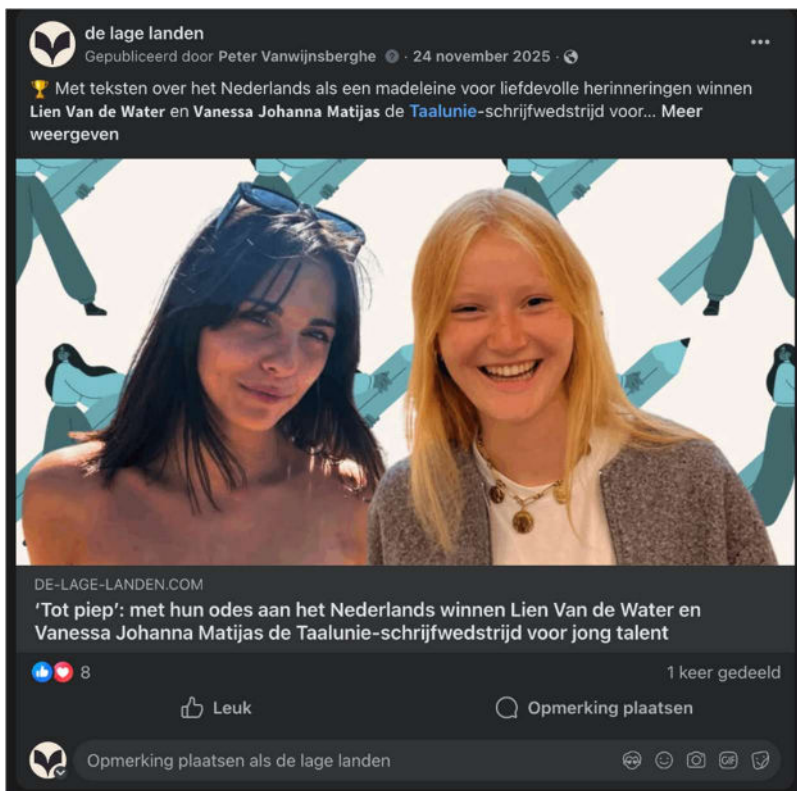 de lage landen
Gepubliceerd door Peter Vanwijnsberghe · 24 november 2025 ·
🏆 Met teksten over het Nederlands als een madeleine voor liefdevolle herinneringen winnen
Lien Van de Water en Vanessa Johanna Matijas de Taalunie-schrijfwedstrijd voor... Meer
weergeven
DE-LAGE-LANDEN.COM
‘Tot piep’: met hun odes aan het Nederlands winnen Lien Van de Water en
Vanessa Johanna Matijas de Taalunie-schrijfwedstrijd voor jong talent
8
1 keer gedeeld
Leuk
Opmerking plaatsen
Opmerking plaatsen als de lage landen
GIF